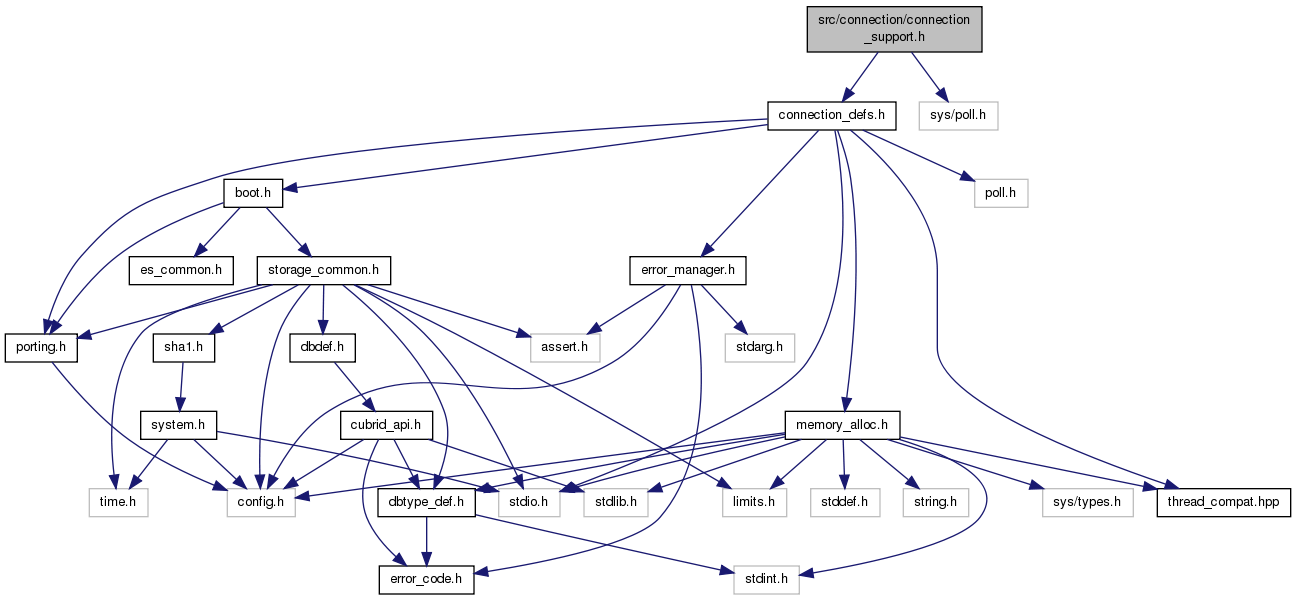 src/connection/connection
_support.h
connection_defs.h
sys/poll.h
boot.h
poll.h
es_common.h
storage_common.h
error_manager.h
porting.h
sha1.h
dbdef.h
assert.h
stdarg.h
system.h
cubrid_api.h
memory_alloc.h
time.h
config.h
dbtype_def.h
stdio.h
stdlib.h
limits.h
stddef.h
string.h
sys/types.h
thread_compat.hpp
error_code.h
stdint.h